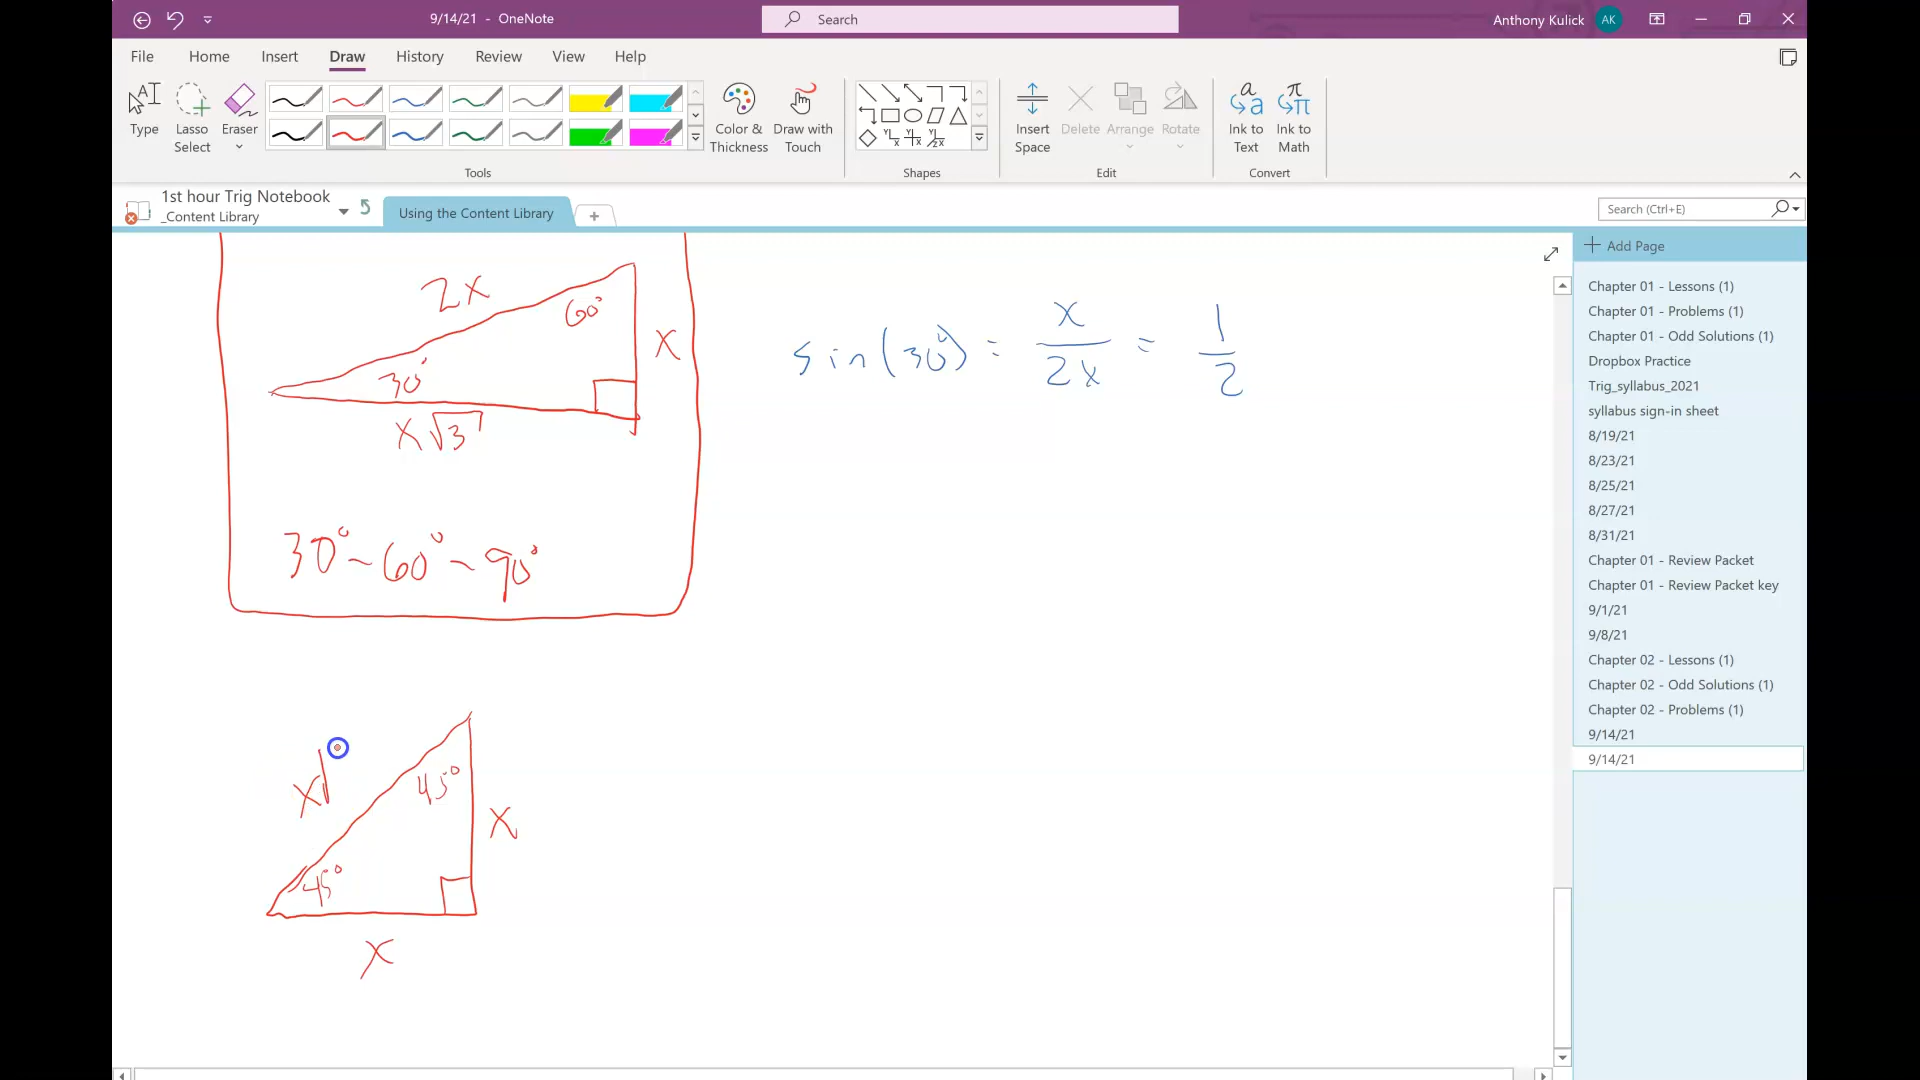 9/14/21 - OneNote
Search
Anthony Kulick AK
File Home Insert Draw History Review View Help
Type
Lasso Select
Eraser
Color & Thickness
Draw with Touch
Insert Space
Delete
Arrange
Rotate
Ink to Text
Ink to Math
Tools
Shapes
Edit
Convert
1st hour Trig Notebook
_Content Library
Using the Content Library
Search (Ctrl+E)
Add Page
Chapter 01 - Lessons (1)
Chapter 01 - Problems (1)
Chapter 01 - Odd Solutions (1)
Dropbox Practice
Trig_syllabus_2021
syllabus sign-in sheet
8/19/21
8/23/21
8/25/21
8/27/21
8/31/21
Chapter 01 - Review Packet
Chapter 01 - Review Packet key
9/1/21
9/8/21
Chapter 02 - Lessons (1)
Chapter 02 - Odd Solutions (1)
Chapter 02 - Problems (1)
9/14/21
9/14/21
2x
60°
x
30°
x√3
30° - 60° - 90°
sin(30°) = x/2x = 1/2
x√
45°
x
45°
x